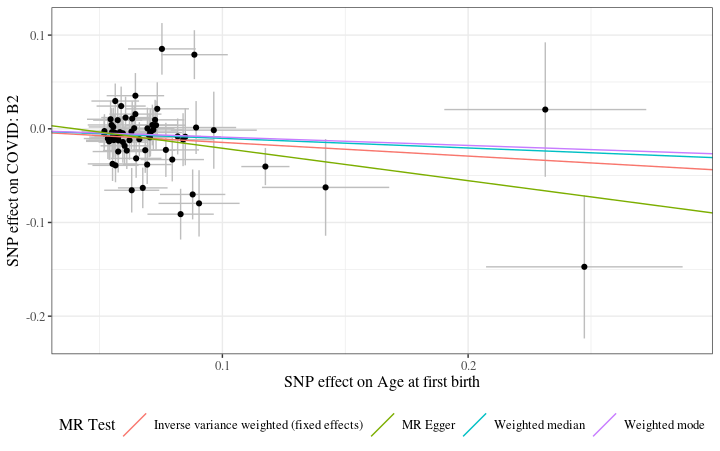 SNP effect on COVID: B2
0.1
0.0
-0.1
-0.2
0.1
0.2
SNP effect on Age at first birth
MR Test
Inverse variance weighted (fixed effects)
MR Egger
Weighted median
Weighted mode